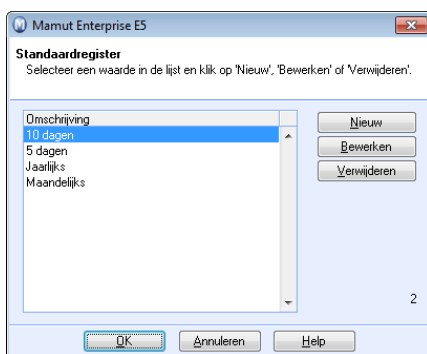 Mamut Enterprise E5
Standaardregister
Selecteer een waarde in de lijst en klik op 'Nieuw', 'Bewerken' of 'Verwijderen'.
Omschrijving
10 dagen
5 dagen
Jaarlijks
Maandelijks
Nieuw
Bewerken
Verwijderen
2
OK
Annuleren
Help